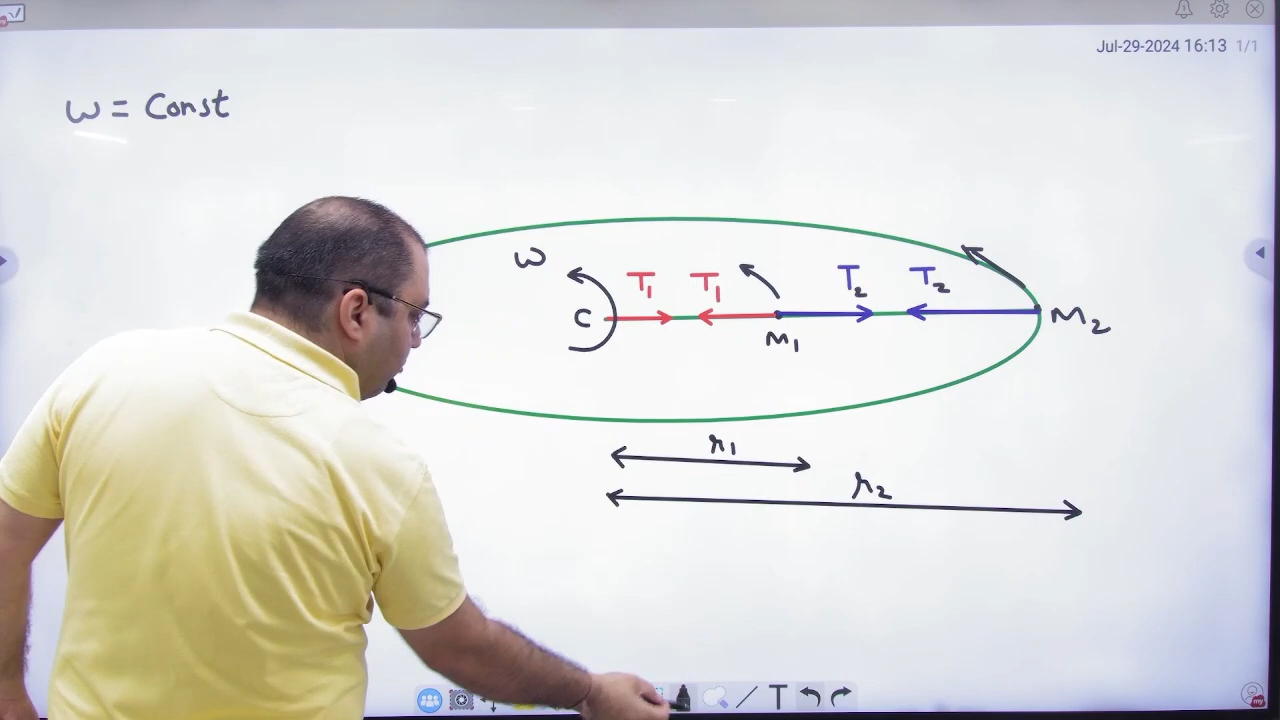 Jul-29-2024 16:13 1/1
ω = Const
ω
T₁ T₁ T₂ T₂
C
m₁
M₂
r₁
r₂
T